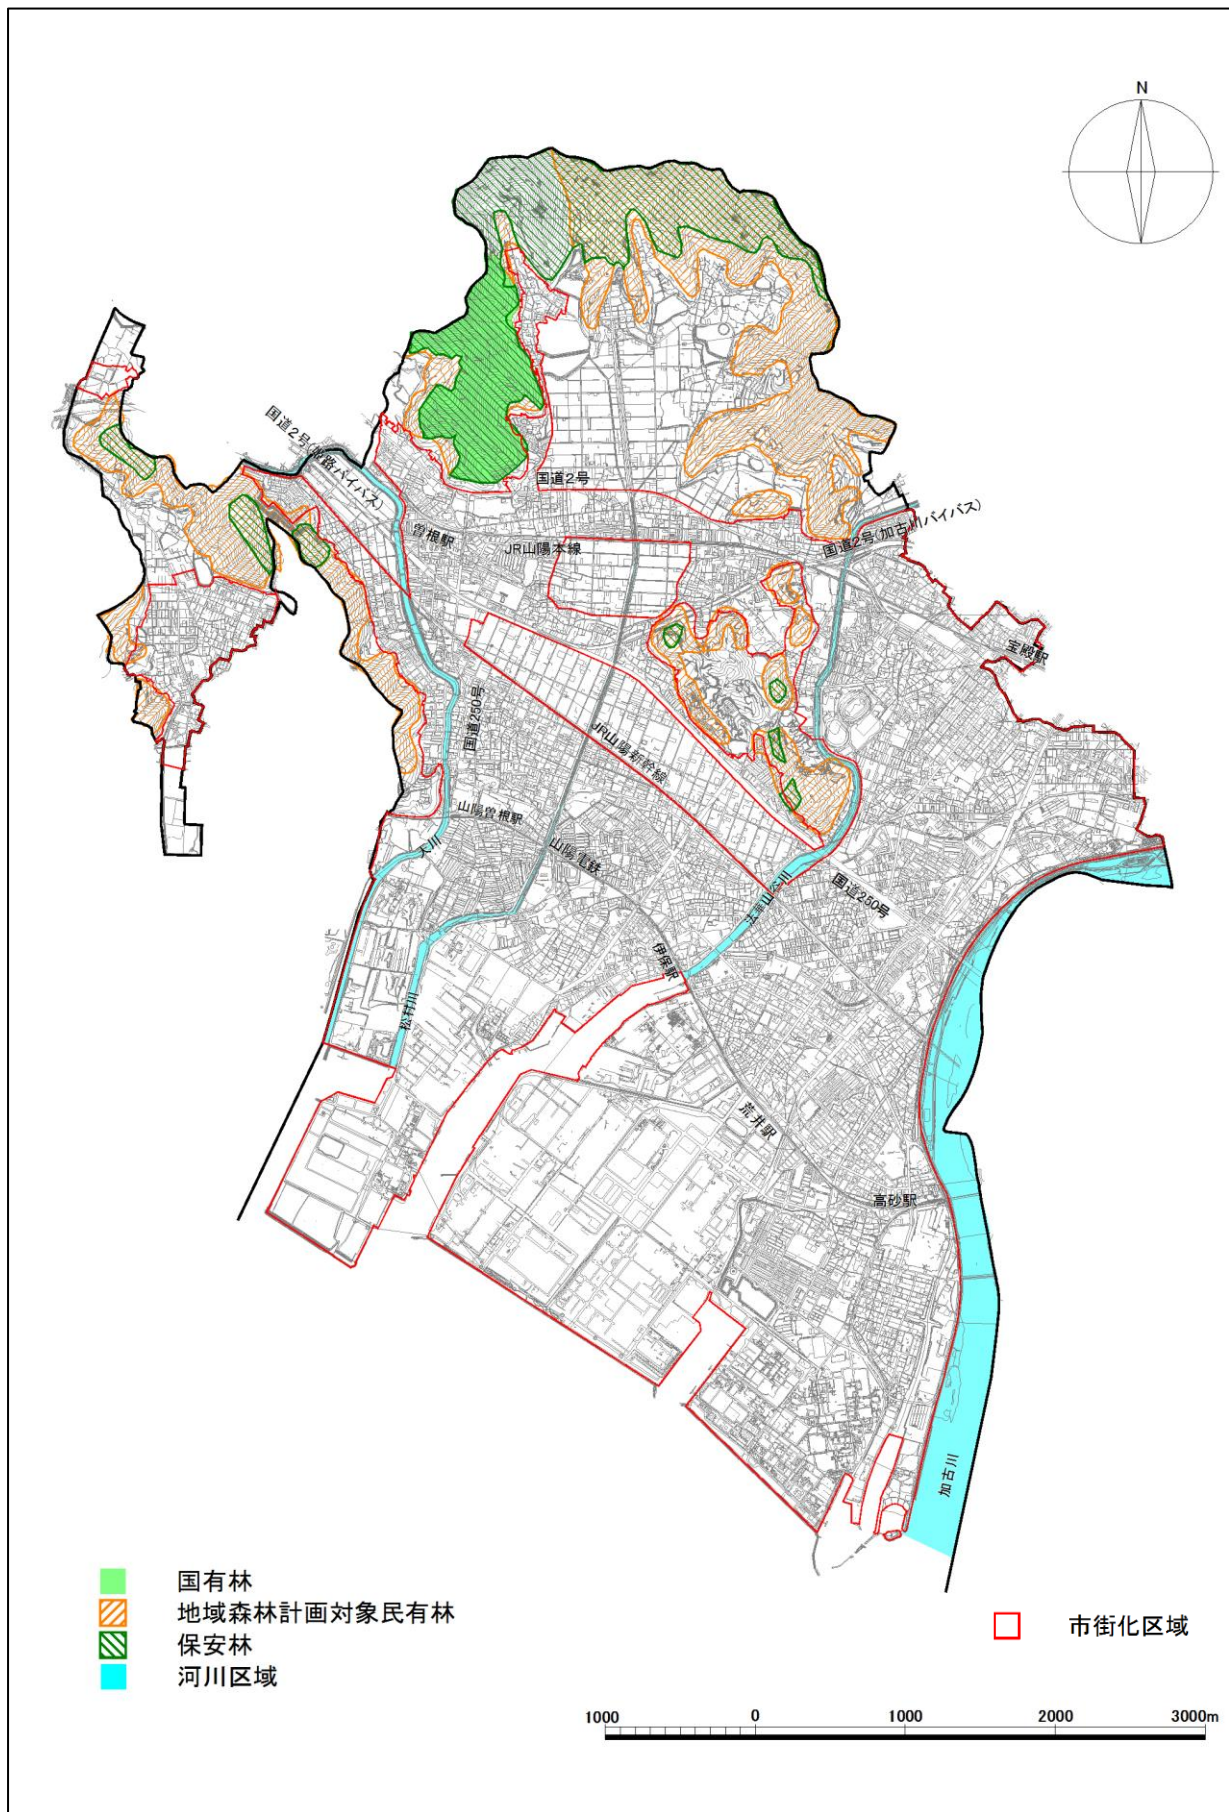 N
国道2号(姫路バイパス)
国道2号
曽根駅
JR山陽本線
国道2号(加古川バイパス)
宝殿駅
国道250号
JR山陽新幹線
山陽曽根駅
天川
山陽電鉄
法華山谷川
国道250号
伊保駅
松村川
荒井駅
高砂駅
加古川
国有林
地域森林計画対象民有林
保安林
河川区域
市街化区域
1000 0 1000 2000 3000m